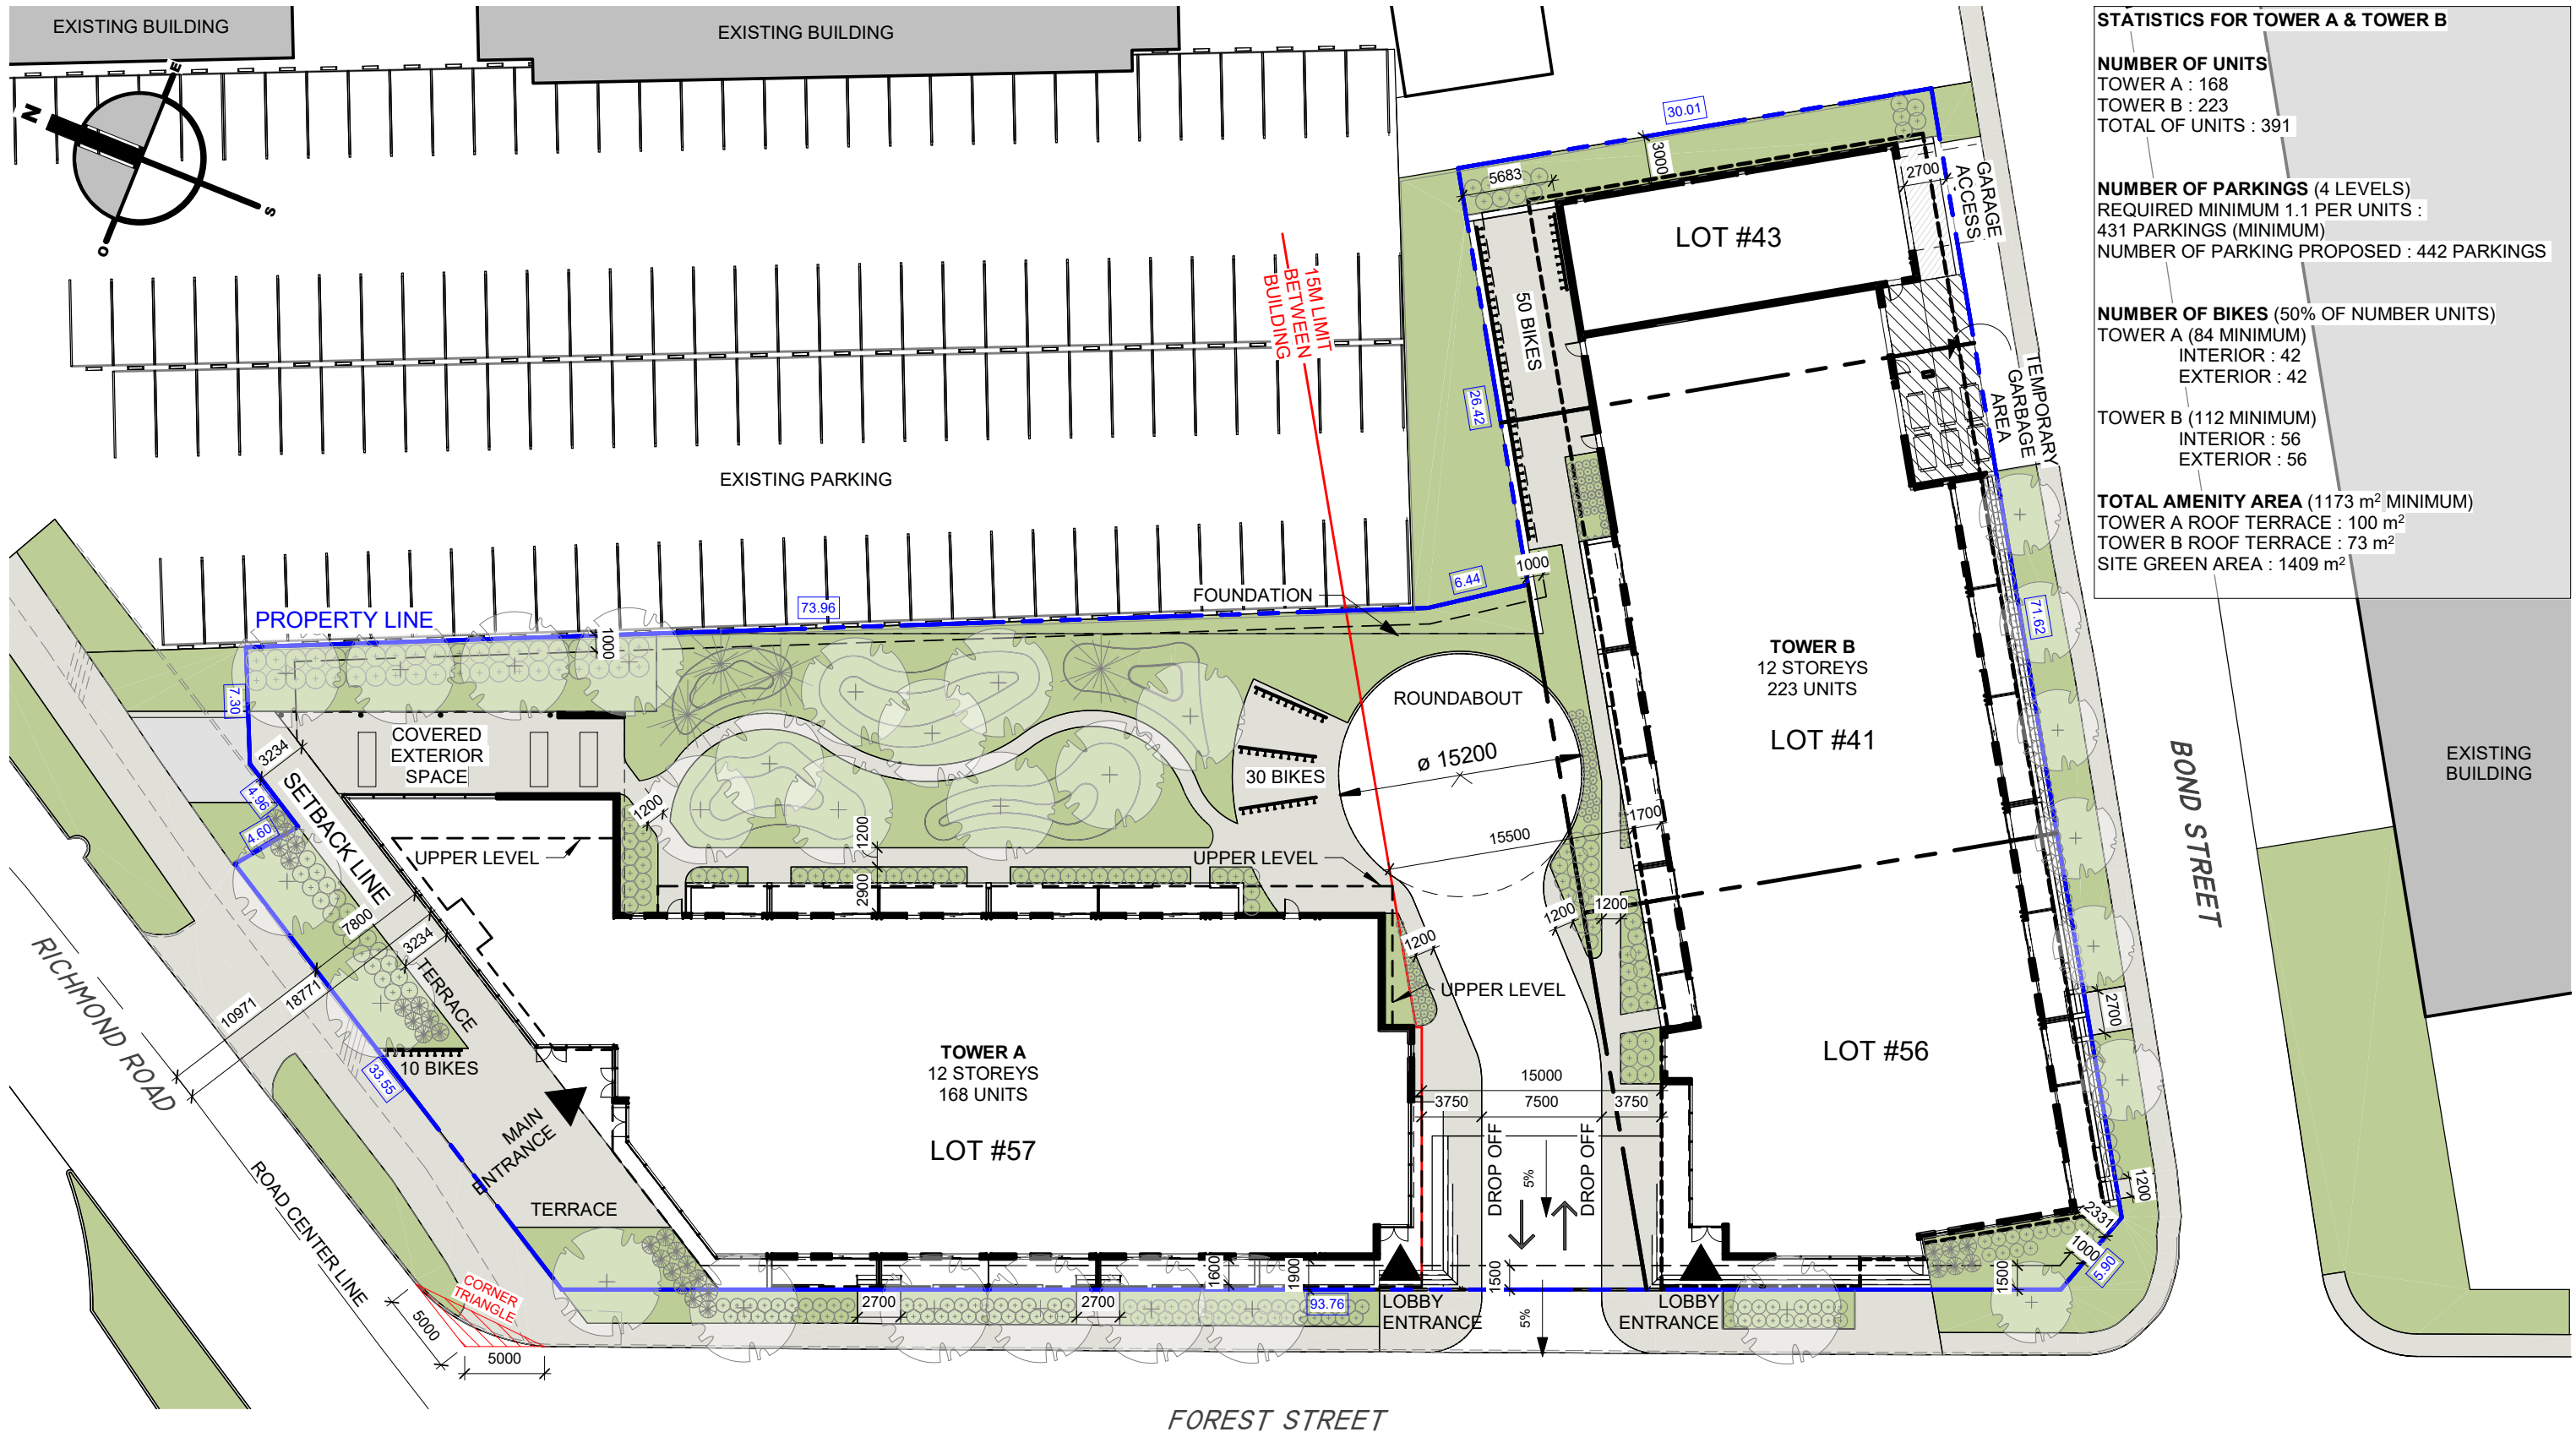 EXISTING BUILDING
EXISTING BUILDING
N
E
S
O
STATISTICS FOR TOWER A & TOWER B
NUMBER OF UNITS
TOWER A : 168
TOWER B : 223
TOTAL OF UNITS : 391
NUMBER OF PARKINGS (4 LEVELS)
REQUIRED MINIMUM 1.1 PER UNITS :
431 PARKINGS (MINIMUM)
NUMBER OF PARKING PROPOSED : 442 PARKINGS
NUMBER OF BIKES (50% OF NUMBER UNITS)
TOWER A (84 MINIMUM)
INTERIOR : 42
EXTERIOR : 42
TOWER B (112 MINIMUM)
INTERIOR : 56
EXTERIOR : 56
TOTAL AMENITY AREA (1173 m² MINIMUM)
TOWER A ROOF TERRACE : 100 m²
TOWER B ROOF TERRACE : 73 m²
SITE GREEN AREA : 1409 m²
30.01
3000
5683
2700
LOT #43
GARAGE
ACCESS
15M LIMIT
BETWEEN
BUILDING
50 BIKES
26.42
TEMPORARY
GARBAGE
AREA
EXISTING PARKING
1000
6.44
FOUNDATION
73.96
PROPERTY LINE
1000
71.62
TOWER B
12 STOREYS
223 UNITS
LOT #41
ROUNDABOUT
ø 15200
7.30
COVERED
EXTERIOR
SPACE
3234
SETBACK LINE
4.96
4.60
30 BIKES
1200
1200
2900
1700
15500
UPPER LEVEL
UPPER LEVEL
BOND STREET
EXISTING
BUILDING
7800
3234
TERRACE
1200
1200
1200
UPPER LEVEL
10971
18771
RICHMOND ROAD
2700
TOWER A
12 STOREYS
168 UNITS
LOT #57
LOT #56
10 BIKES
33.55
15000
3750
7500
3750
MAIN
ENTRANCE
DROP OFF
DROP OFF
5%
ROAD CENTER LINE
TERRACE
1200
2331
1000
5.90
1600
1900
1500
1500
CORNER
TRIANGLE
5000
5000
2700
2700
93.76
LOBBY
ENTRANCE
5%
LOBBY
ENTRANCE
FOREST STREET